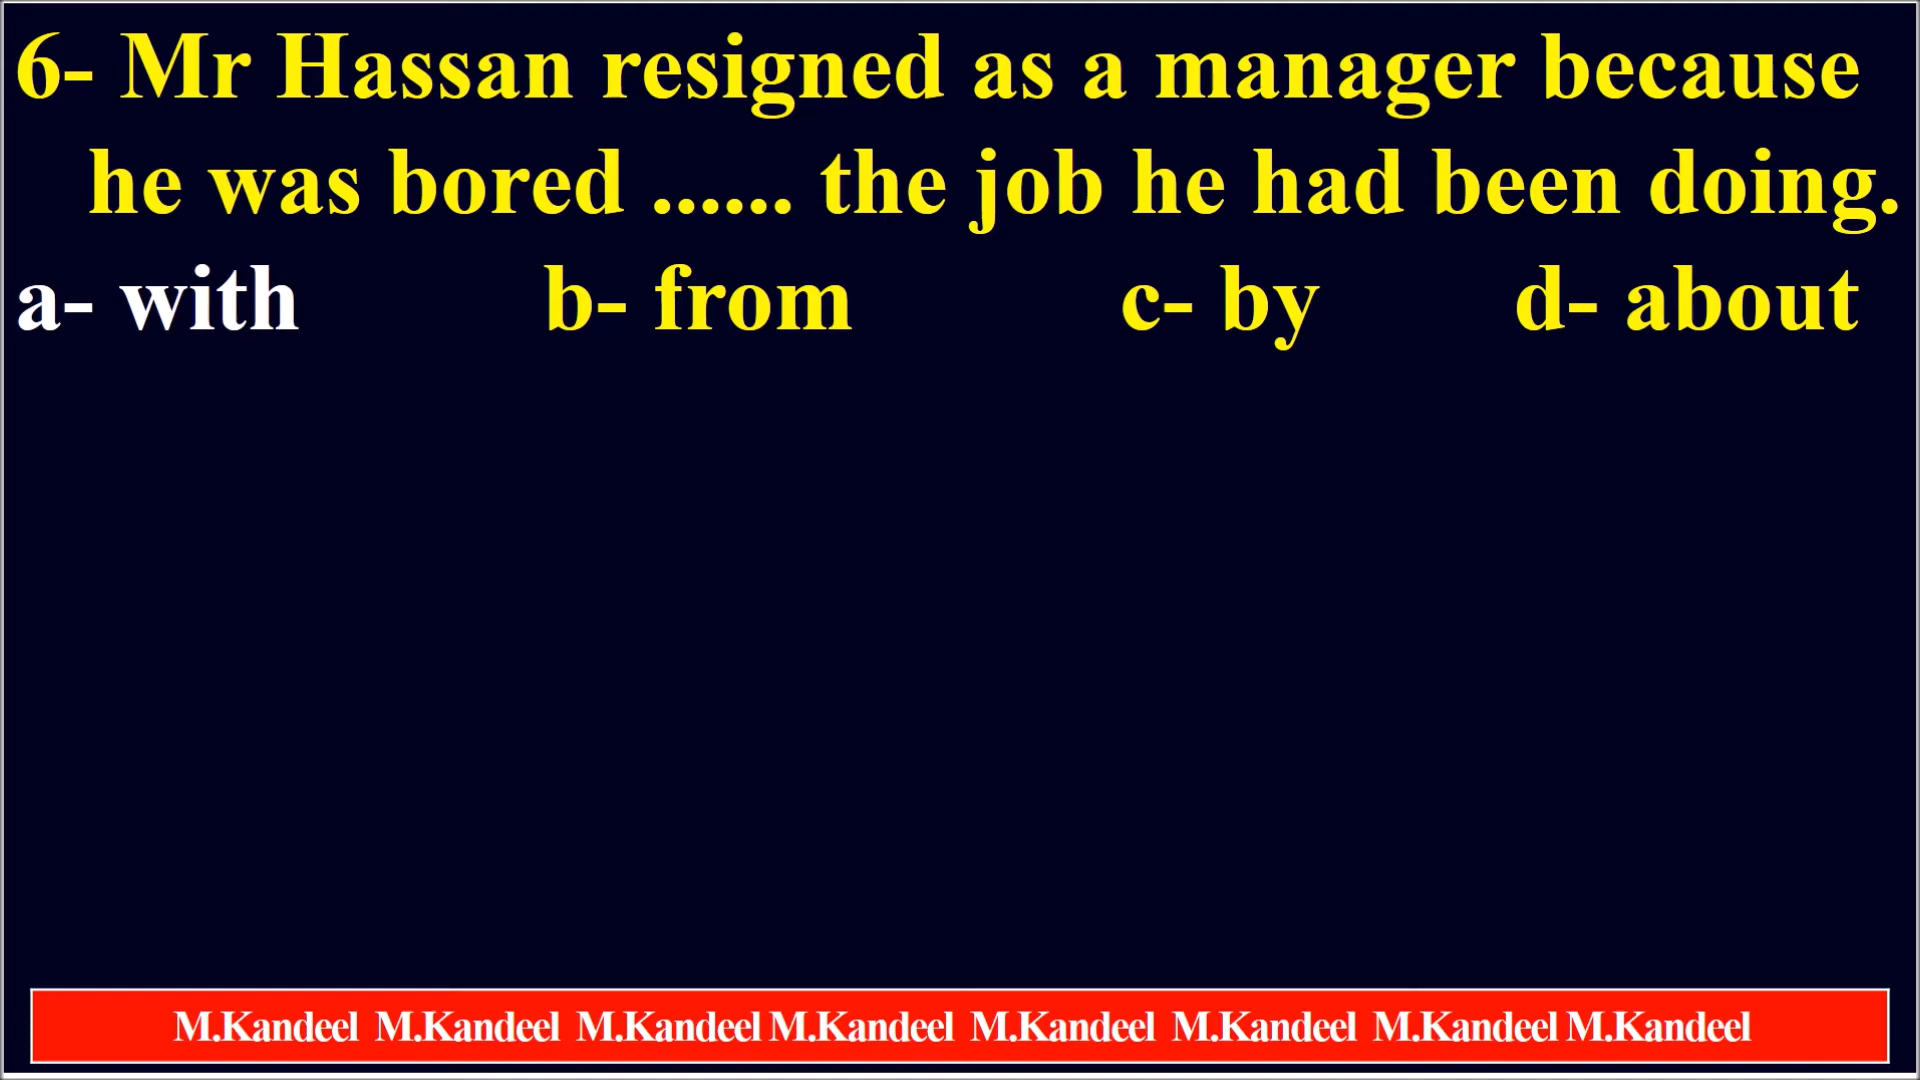 6- Mr Hassan resigned as a manager because
he was bored ...... the job he had been doing.
a- with b- from c- by d- about
M.Kandeel M.Kandeel M.Kandeel M.Kandeel M.Kandeel M.Kandeel M.Kandeel M.Kandeel